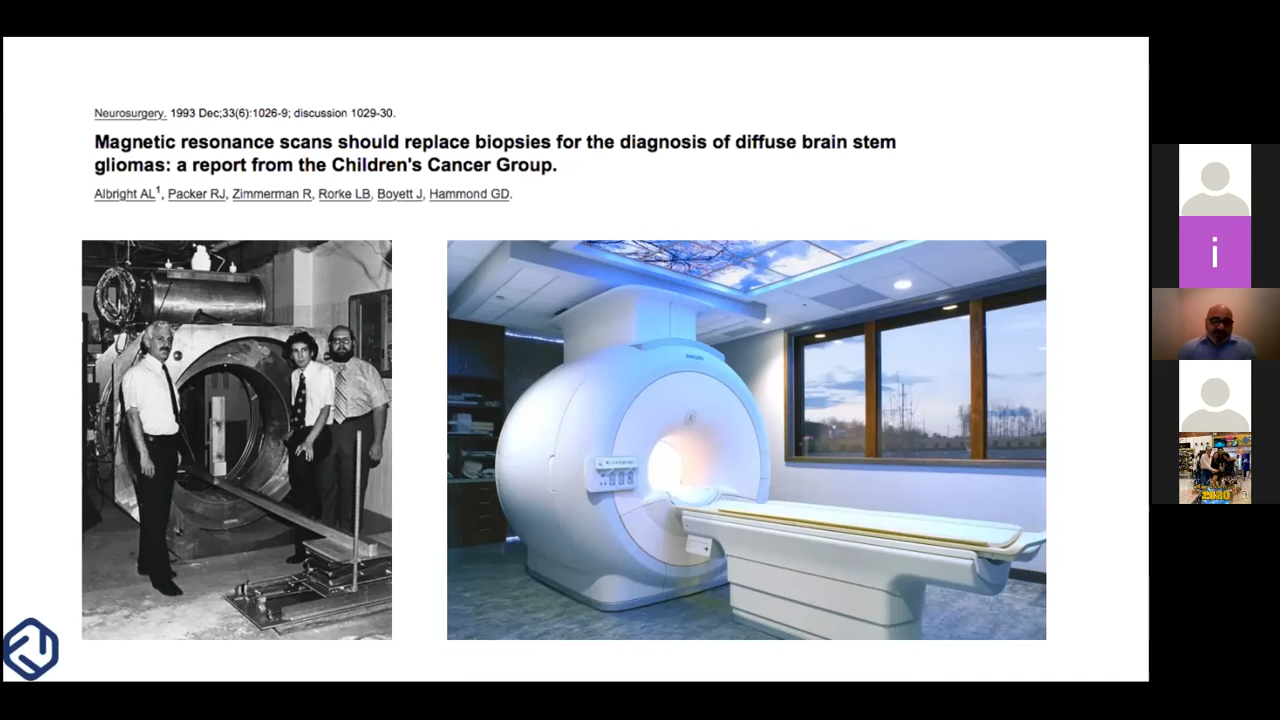 Neurosurgery. 1993 Dec;33(6):1026-9; discussion 1029-30.
Magnetic resonance scans should replace biopsies for the diagnosis of diffuse brain stem
gliomas: a report from the Children's Cancer Group.
Albright AL1, Packer RJ, Zimmerman R, Rorke LB, Boyett J, Hammond GD.
PHILIPS
i
2020